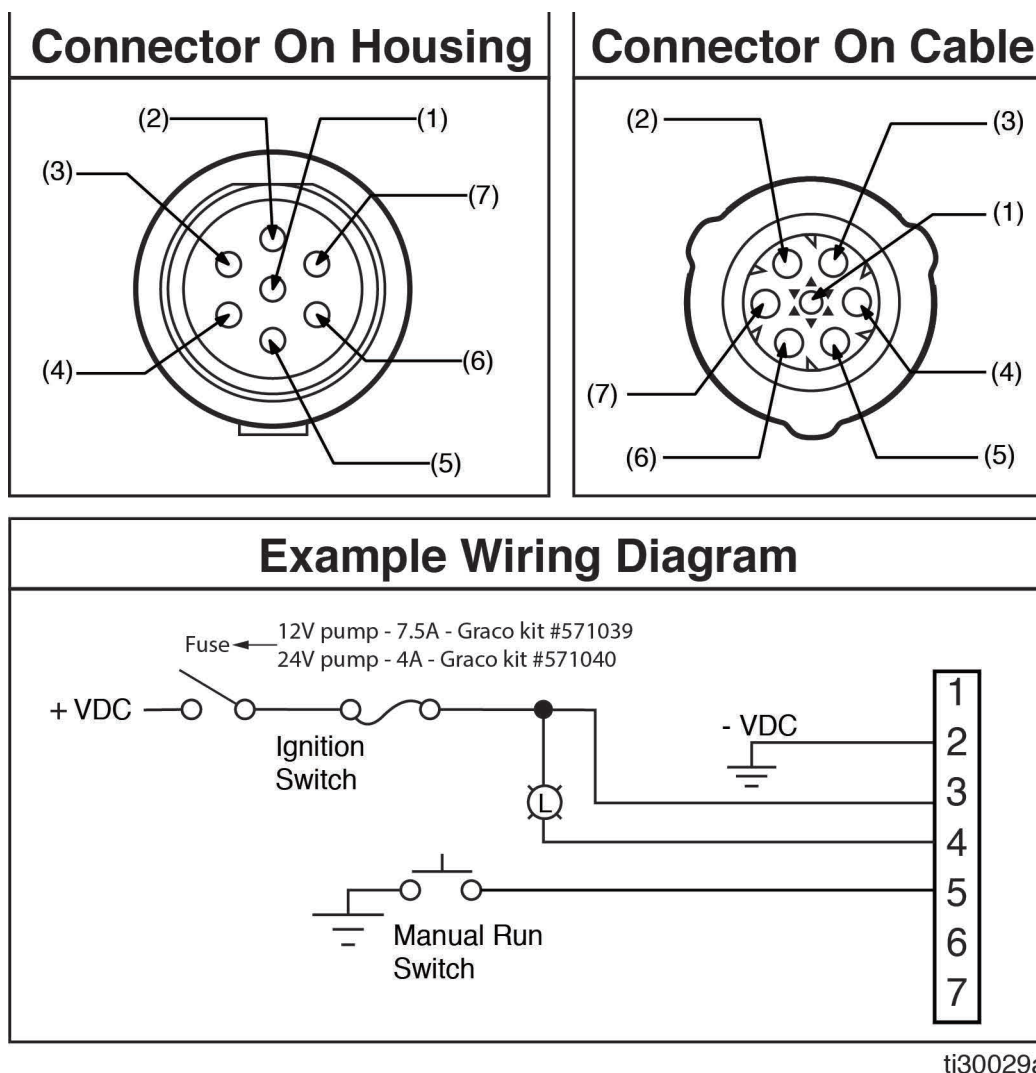 Connector On Housing
(2)
(1)
(3)
(7)
(4)
(6)
(5)
Connector On Cable
(2)
(3)
(1)
(7)
(4)
(6)
(5)
Example Wiring Diagram
Fuse
12V pump - 7.5A - Graco kit #571039
24V pump - 4A - Graco kit #571040
+ VDC
Ignition
Switch
L
- VDC
Manual Run
Switch
1
2
3
4
5
6
7
ti30029a